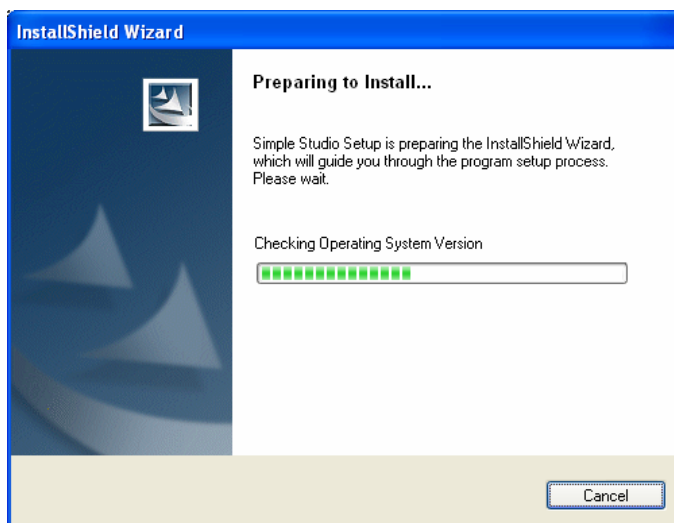 InstallShield Wizard
Preparing to Install...
Simple Studio Setup is preparing the InstallShield Wizard,
which will guide you through the program setup process.
Please wait.
Checking Operating System Version
Cancel